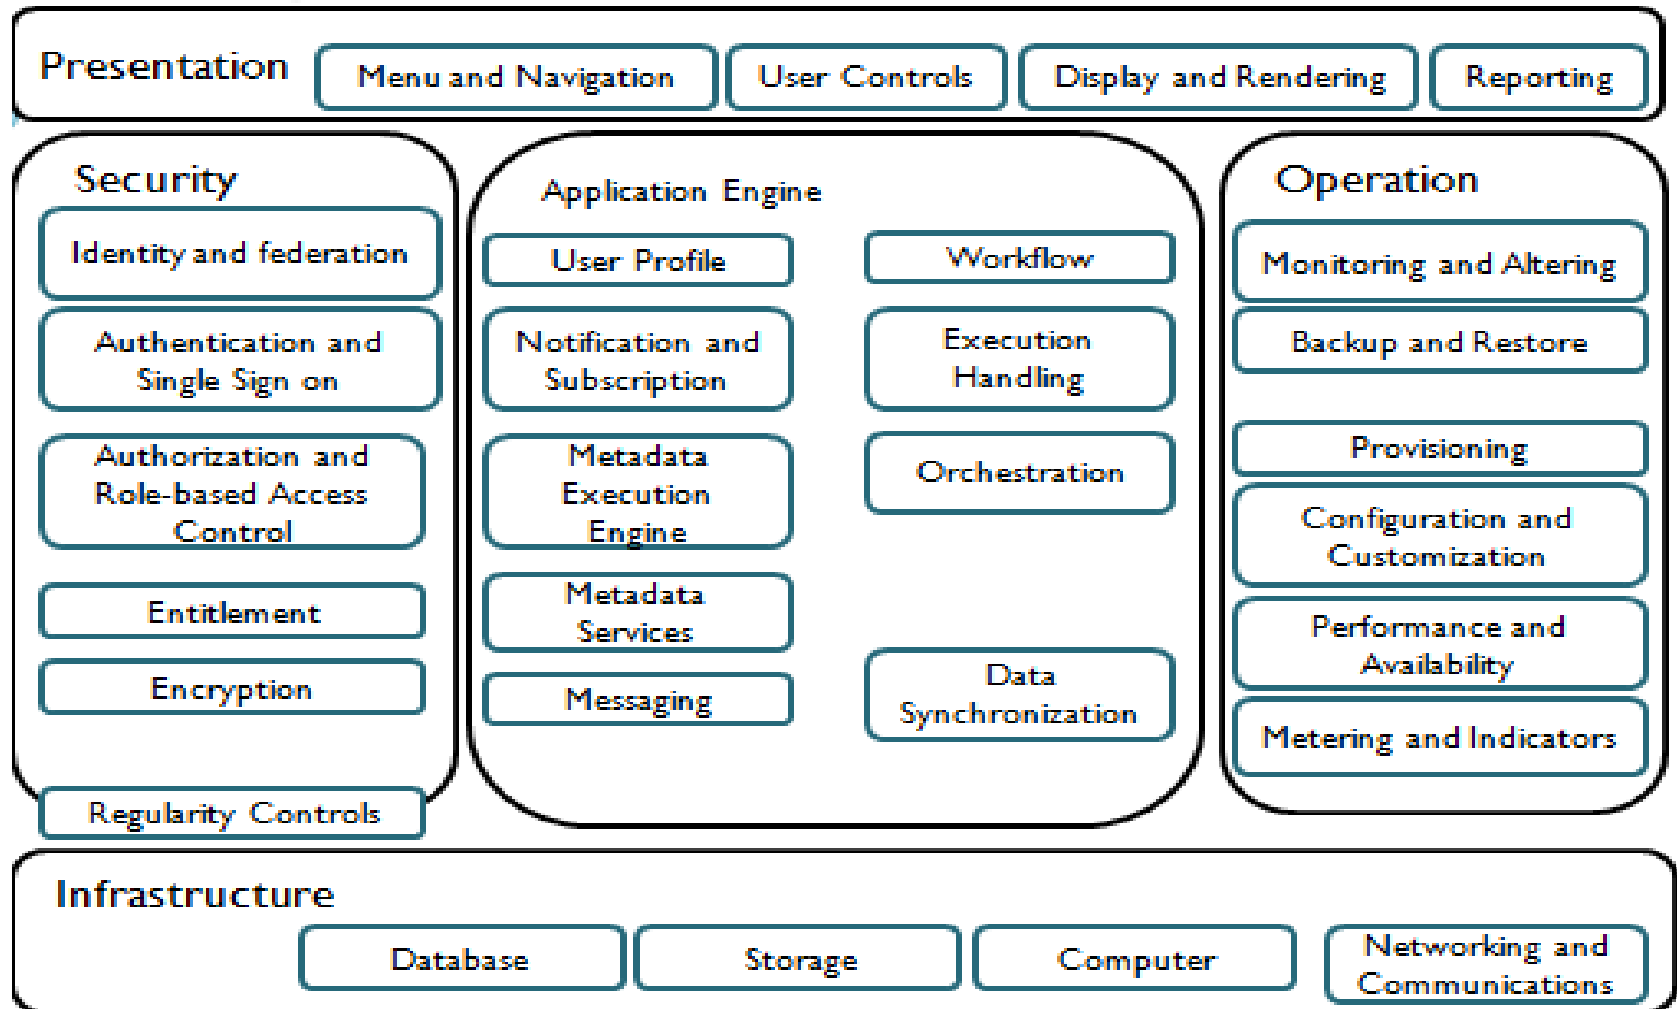 Presentation
Menu and Navigation
User Controls
Display and Rendering
Reporting
Security
Identity and federation
Authentication and
Single Sign on
Authorization and
Role-based Access
Control
Entitlement
Encryption
Regularity Controls
Application Engine
User Profile
Notification and
Subscription
Metadata
Execution
Engine
Metadata
Services
Messaging
Workflow
Execution
Handling
Orchestration
Data
Synchronization
Operation
Monitoring and Altering
Backup and Restore
Provisioning
Configuration and
Customization
Performance and
Availability
Metering and Indicators
Infrastructure
Database
Storage
Computer
Networking and
Communications